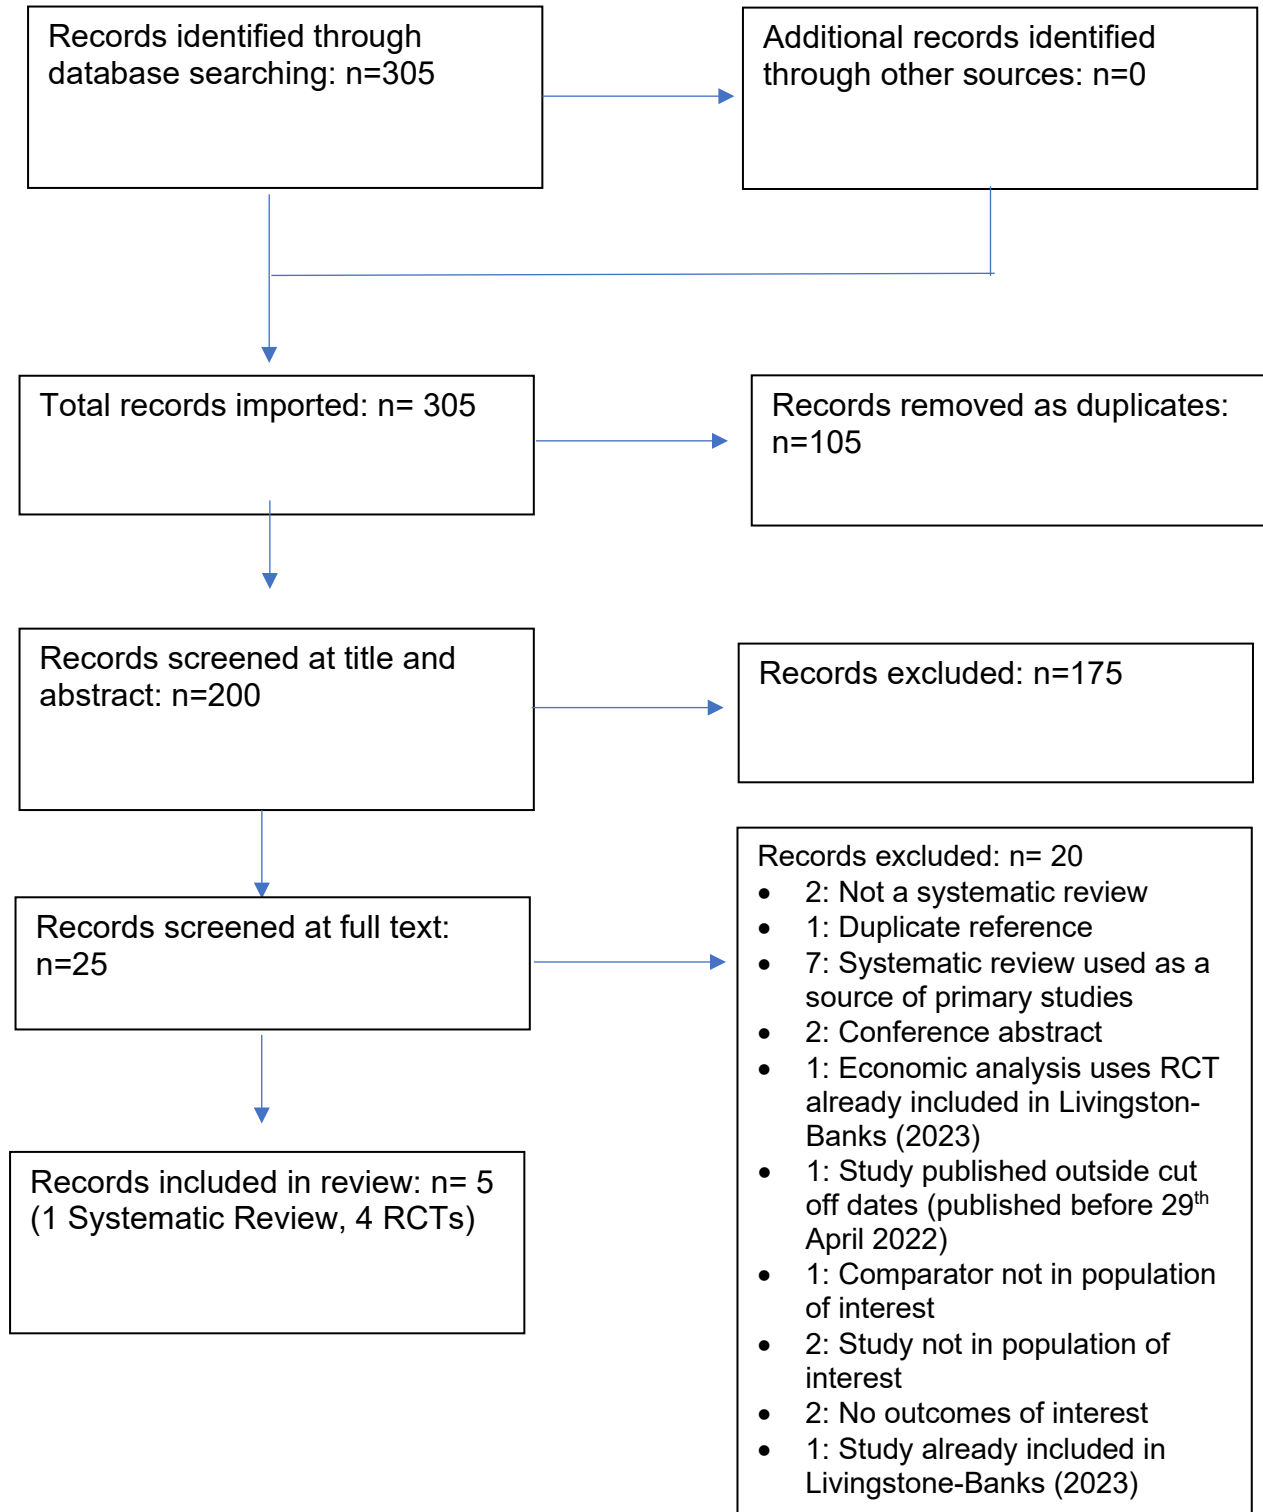 Records identified through
database searching: n=305
Additional records identified
through other sources: n=0
Total records imported: n= 305
Records removed as duplicates:
n=105
Records screened at title and
abstract: n=200
Records excluded: n=175
Records screened at full text:
n=25
Records excluded: n= 20
• 2: Not a systematic review
• 1: Duplicate reference
• 7: Systematic review used as a
source of primary studies
• 2: Conference abstract
• 1: Economic analysis uses RCT
already included in Livingston-
Banks (2023)
• 1: Study published outside cut
off dates (published before 29th
April 2022)
• 1: Comparator not in population
of interest
• 2: Study not in population of
interest
• 2: No outcomes of interest
• 1: Study already included in
Livingstone-Banks (2023)
Records included in review: n= 5
(1 Systematic Review, 4 RCTs)